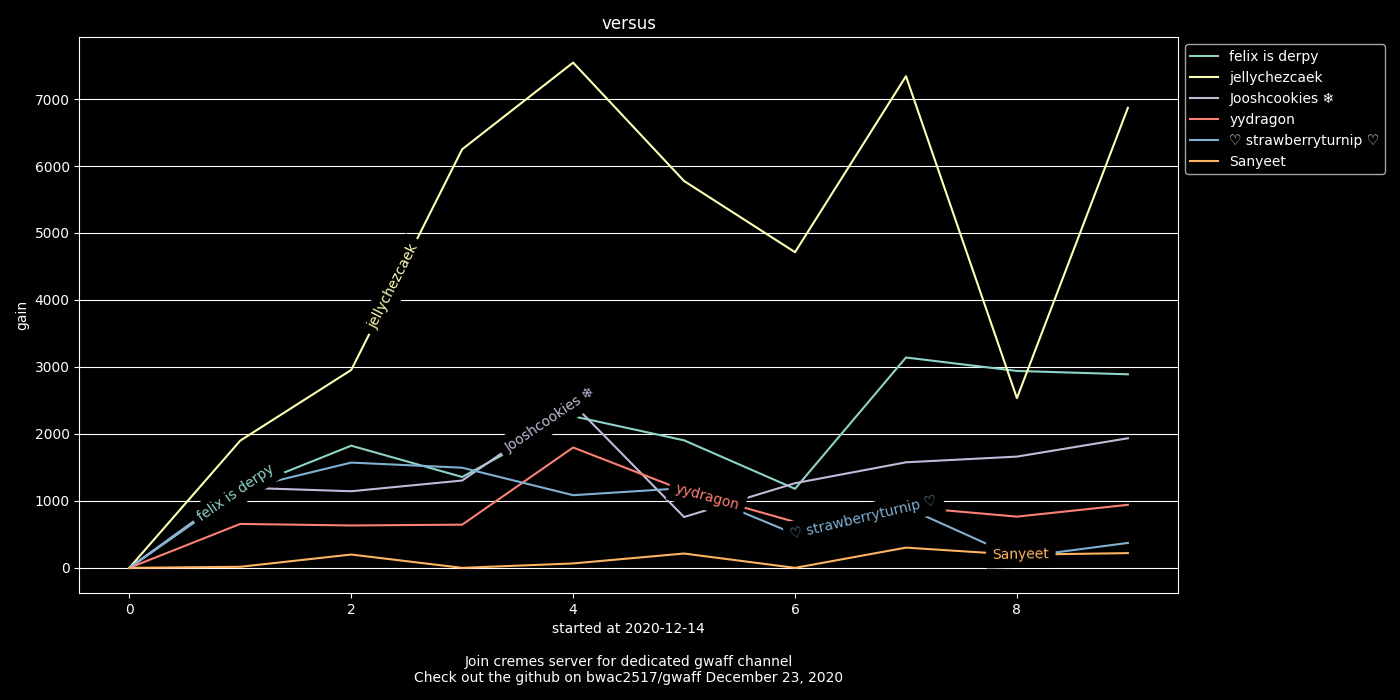 versus
felix is derpy
jellychezcaek
Jooshcookies ❄
yydragon
♡ strawberryturnip ♡
Sanyeet
7000
6000
5000
4000
3000
2000
1000
0
gain
jellychezcaek
felix is derpy
Jooshcookies ❄
yydragon
♡ strawberryturnip ♡
Sanyeet
0 2 4 6 8
started at 2020-12-14
Join cremes server for dedicated gwaff channel
Check out the github on bwac2517/gwaff December 23, 2020